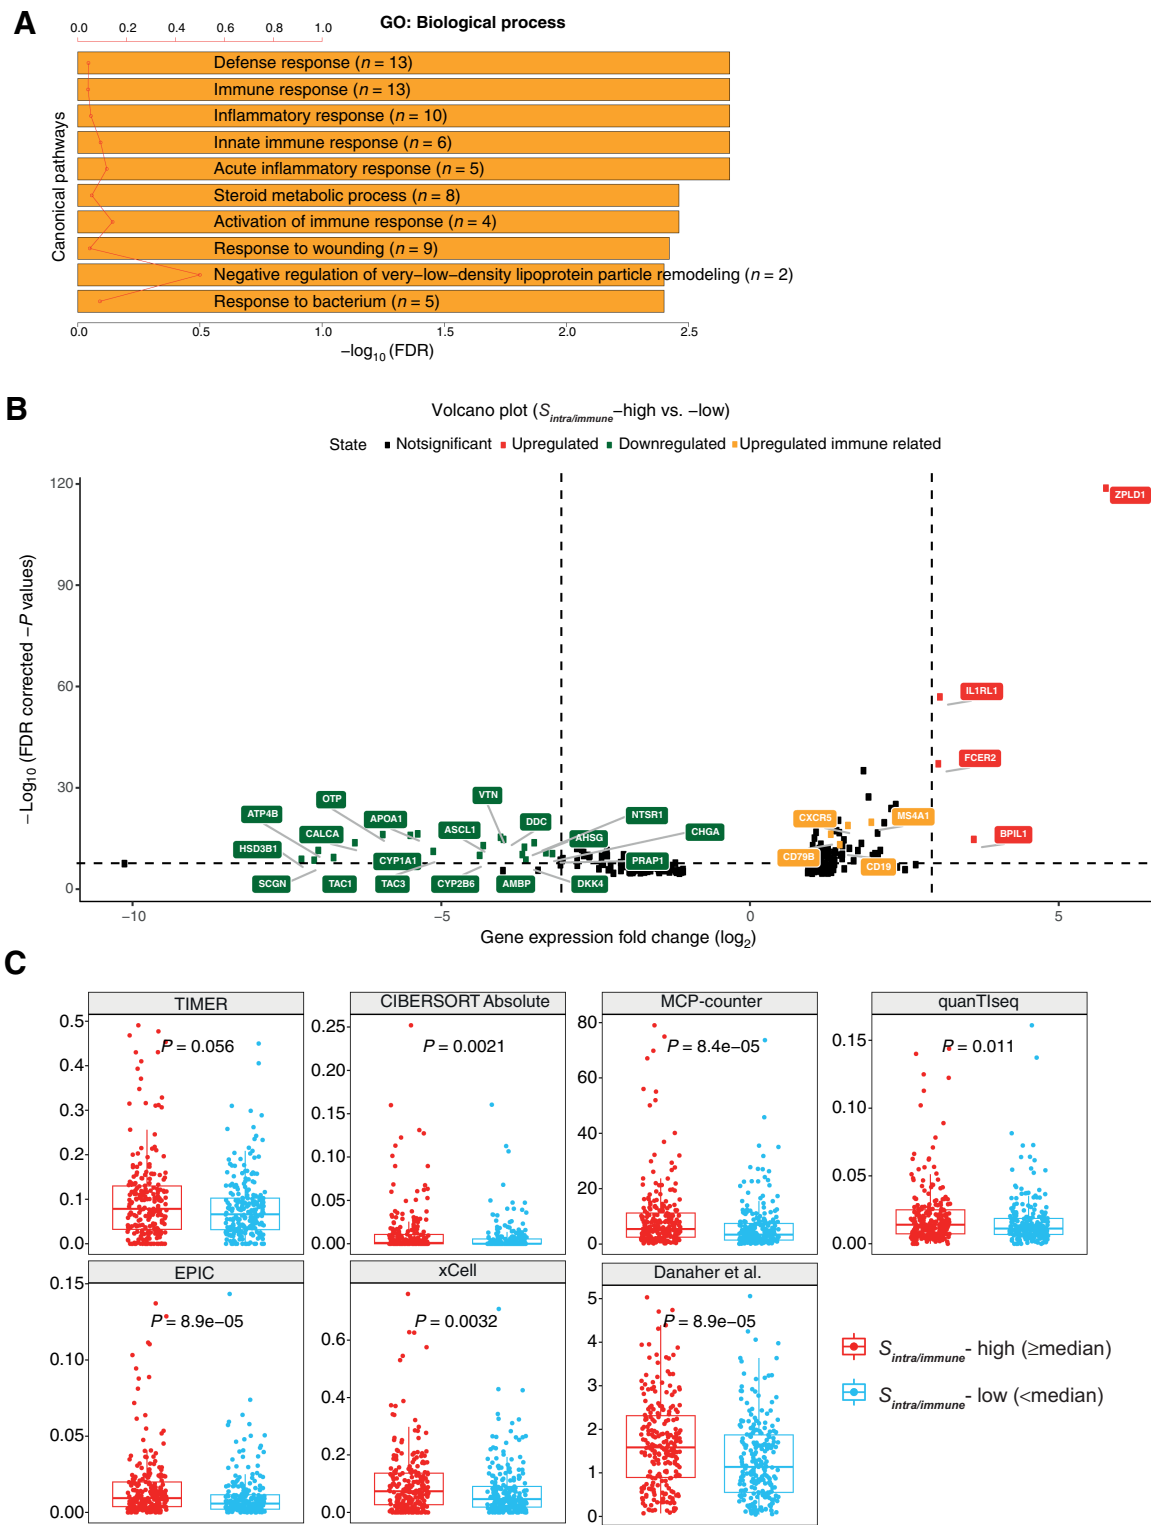 A
GO: Biological process
0.0 0.2 0.4 0.6 0.8 1.0
Canonical pathways
Defense response (n = 13)
Immune response (n = 13)
Inflammatory response (n = 10)
Innate immune response (n = 6)
Acute inflammatory response (n = 5)
Steroid metabolic process (n = 8)
Activation of immune response (n = 4)
Response to wounding (n = 9)
Negative regulation of very−low−density lipoprotein particle remodeling (n = 2)
Response to bacterium (n = 5)
0.0 0.5 1.0 1.5 2.0 2.5
−log10 (FDR)
B
Volcano plot (Sintra/immune−high vs. −low)
State Notsignificant Upregulated Downregulated Upregulated immune related
−Log10 (FDR corrected −P values)
120
90
60
30
0
ZPLD1
IL1RL1
FCER2
BPIL1
VTN
OTP
ATP4B
APOA1
NTSR1
MS4A1
CXCR5
DDC
ASCL1
CALCA
CHGA
AHSG
HSD3B1
CYP1A1
PRAP1
CD79B
CD19
SCGN
TAC1
TAC3
CYP2B6
AMBP
DKK4
−10 −5 0 5
Gene expression fold change (log2)
C
TIMER
P = 0.056
0.5
0.4
0.3
0.2
0.1
0.0
CIBERSORT Absolute
P = 0.0021
0.25
0.20
0.15
0.10
0.05
0.00
MCP-counter
P = 8.4e−05
80
60
40
20
0
quanTIseq
P = 0.011
0.15
0.10
0.05
0.00
EPIC
P = 8.9e−05
0.15
0.10
0.05
0.00
xCell
P = 0.0032
0.6
0.4
0.2
0.0
Danaher et al.
P = 8.9e−05
5
4
3
2
1
0
Sintra/immune- high (≥median)
Sintra/immune- low (<median)